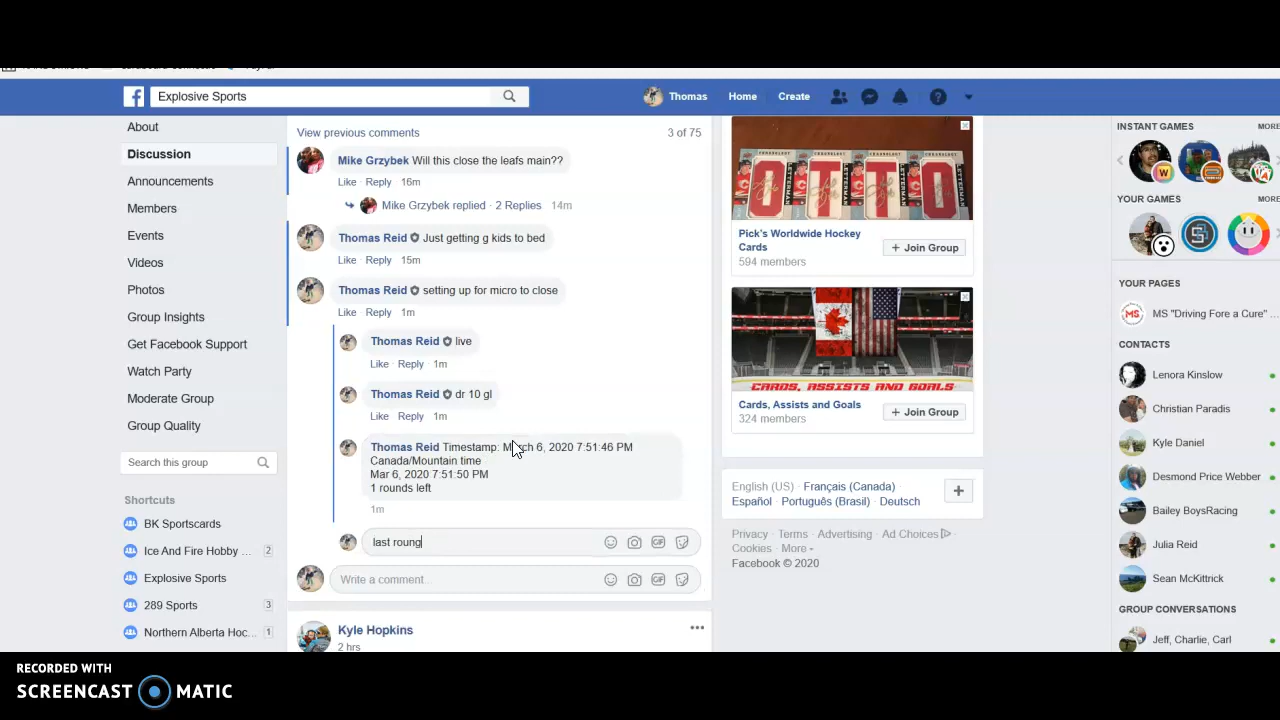 Explosive Sports
Thomas
Home
Create
About
Discussion
Announcements
Members
Events
Videos
Photos
Group Insights
Get Facebook Support
Watch Party
Moderate Group
Group Quality
Search this group
Shortcuts
BK Sportscards
Ice And Fire Hobby ... 2
Explosive Sports
289 Sports 3
Northern Alberta Hoc... 1
View previous comments 3 of 75
Mike Grzybek Will this close the leafs main??
Like · Reply · 16m
Mike Grzybek replied · 2 Replies 14m
Thomas Reid Just getting g kids to bed
Like · Reply · 15m
Thomas Reid setting up for micro to close
Like · Reply · 1m
Thomas Reid live
Like · Reply · 1m
Thomas Reid dr 10 gl
Like · Reply · 1m
Thomas Reid Timestamp: March 6, 2020 7:51:46 PM
Canada/Mountain time
Mar 6, 2020 7:51:50 PM
1 rounds left
1m
last roung
GIF
Write a comment...
GIF
Kyle Hopkins
2 hrs
LETTERMAN
O T T O
Pick's Worldwide Hockey
Cards
+ Join Group
594 members
CARDS, ASSISTS AND GOALS
Cards, Assists and Goals
+ Join Group
324 members
English (US) · Français (Canada) ·
Español · Português (Brasil) · Deutsch
Privacy · Terms · Advertising · Ad Choices ·
Cookies · More
Facebook © 2020
INSTANT GAMES MORE
YOUR GAMES MORE
YOUR PAGES
MS "Driving Fore a Cure" ...
CONTACTS
Lenora Kinslow
Christian Paradis
Kyle Daniel
Desmond Price Webber
Bailey BoysRacing
Julia Reid
Sean McKittrick
GROUP CONVERSATIONS
Jeff, Charlie, Carl
RECORDED WITH
SCREENCAST MATIC